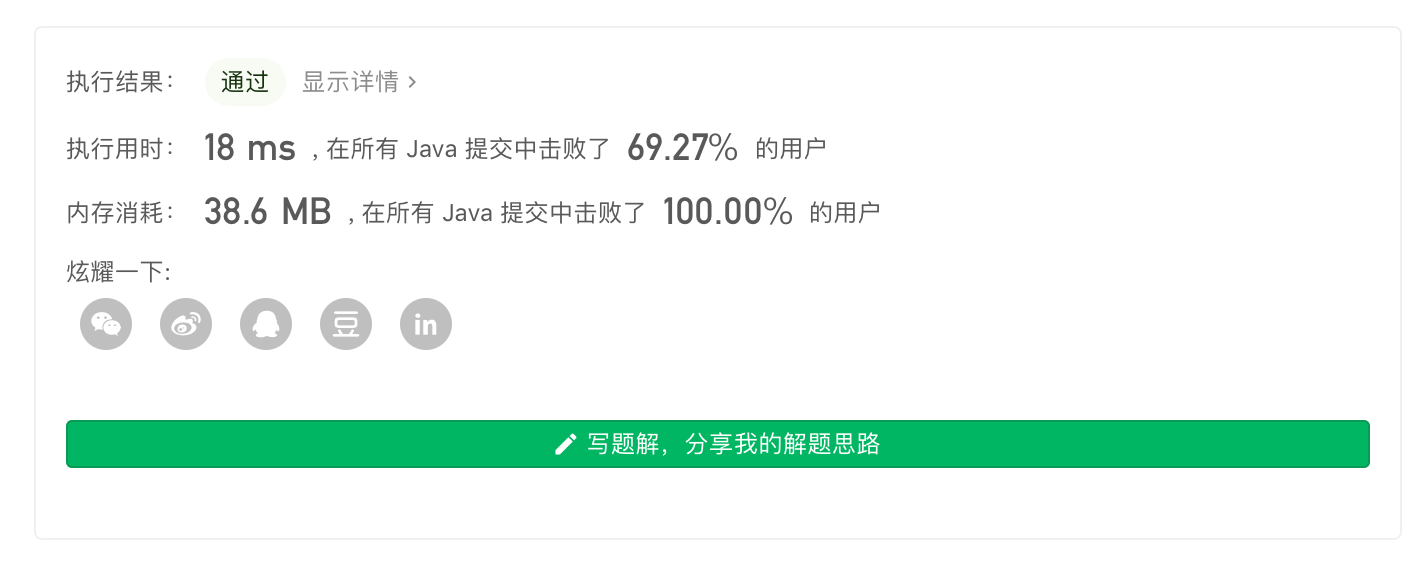 执行结果： 通过 显示详情 >
执行用时： 18 ms , 在所有 Java 提交中击败了 69.27% 的用户
内存消耗： 38.6 MB , 在所有 Java 提交中击败了 100.00% 的用户
炫耀一下:
豆 in
写题解，分享我的解题思路